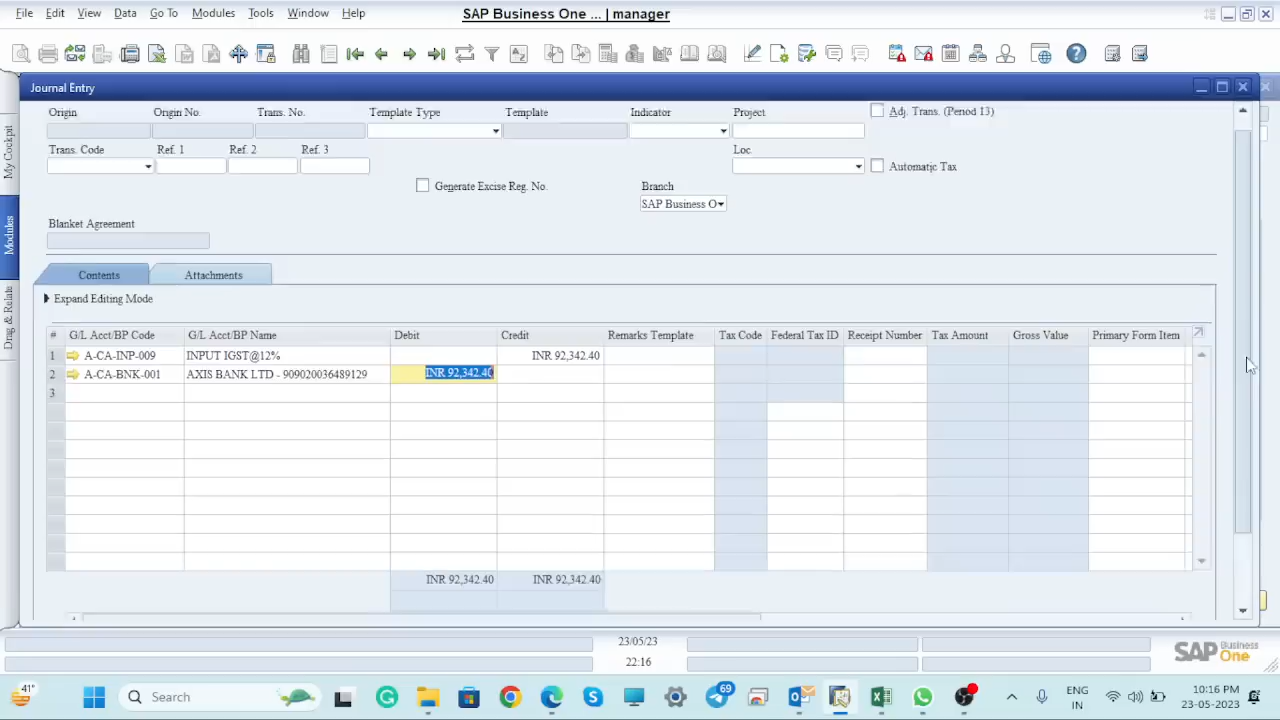 File Edit View Data Go To Modules Tools Window Help
SAP Business One ... | manager
Journal Entry
Origin Origin No. Trans. No. Template Type Template Indicator Project Adj. Trans. (Period 13)
Trans. Code Ref. 1 Ref. 2 Ref. 3 Loc. Automatic Tax
Generate Excise Reg. No. Branch
SAP Business O
Blanket Agreement
Contents Attachments
Expand Editing Mode
# G/L Acct/BP Code G/L Acct/BP Name Debit Credit Remarks Template Tax Code Federal Tax ID Receipt Number Tax Amount Gross Value Primary Form Item
1 A-CA-INP-009 INPUT IGST@12% INR 92,342.40
2 A-CA-BNK-001 AXIS BANK LTD - 909020036489129 INR 92,342.40
3
INR 92,342.40 INR 92,342.40
My Cockpit
Modules
Drag & Relate
23/05/23
22:16
SAP Business One
41°
Search
69
ENG
IN
10:16 PM
23-05-2023